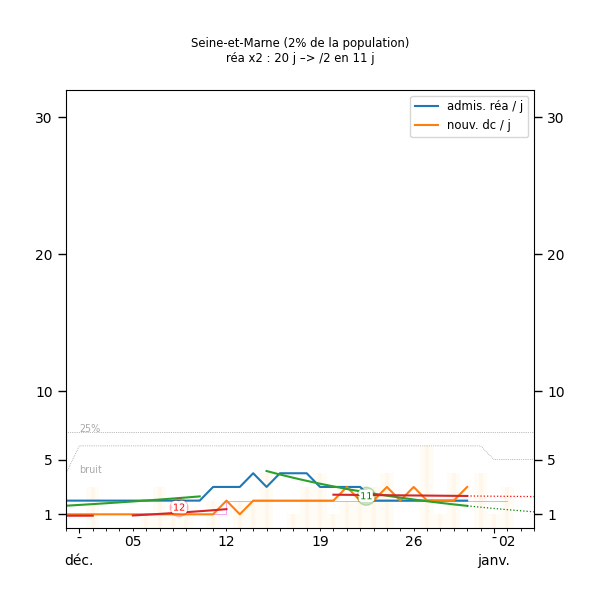 Seine-et-Marne (2% de la population)
réa x2 : 20 j –> /2 en 11 j
admis. réa / j
nouv. dc / j
30 30
20 20
10 10
25%
5 5
bruit
12 11
1 1
- 05 12 19 26 - 02
déc. janv.